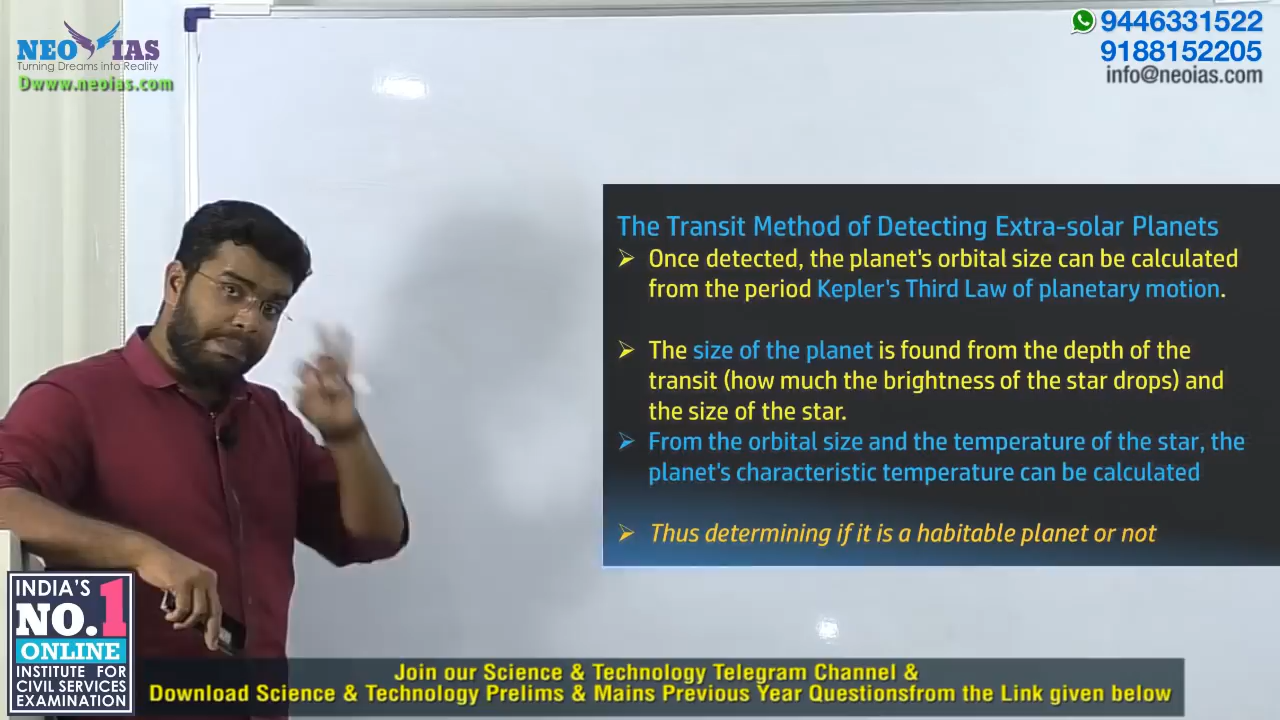 NEO IAS
Turning Dreams into Reality
Dwww.neoias.com
9446331522
9188152205
info@neoias.com
The Transit Method of Detecting Extra-solar Planets
Once detected, the planet's orbital size can be calculated
from the period Kepler's Third Law of planetary motion.
The size of the planet is found from the depth of the
transit (how much the brightness of the star drops) and
the size of the star.
From the orbital size and the temperature of the star, the
planet's characteristic temperature can be calculated
Thus determining if it is a habitable planet or not
INDIA'S
NO.1
ONLINE
INSTITUTE FOR
CIVIL SERVICES
EXAMINATION
Join our Science & Technology Telegram Channel &
Download Science & Technology Prelims & Mains Previous Year Questionsfrom the Link given below